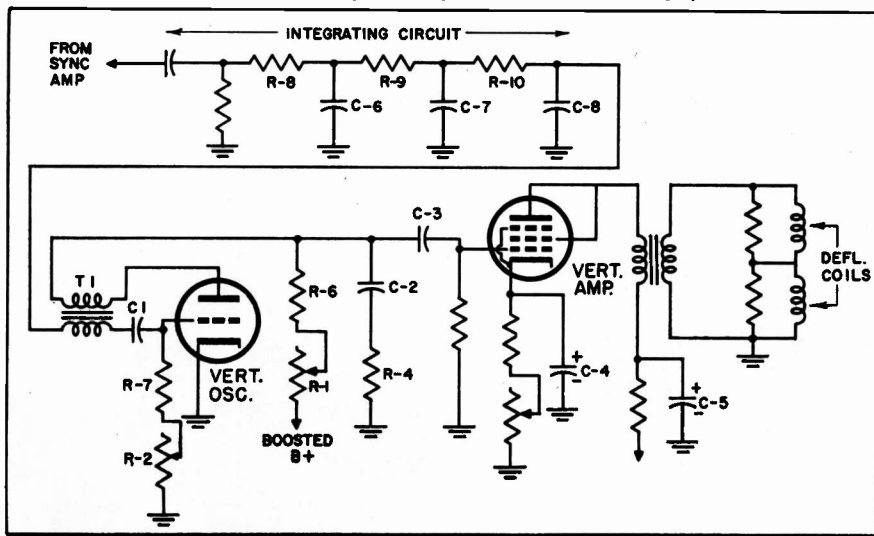 INTEGRATING CIRCUIT
FROM
SYNC
AMP
R-8
R-9
R-10
C-6
C-7
C-8
C-3
T1
C1
R-6
C-2
VERT.
AMP.
DEFL.
COILS
R-7
VERT.
OSC.
R-1
R-4
C-4
C-5
R-2
BOOSTED
B+